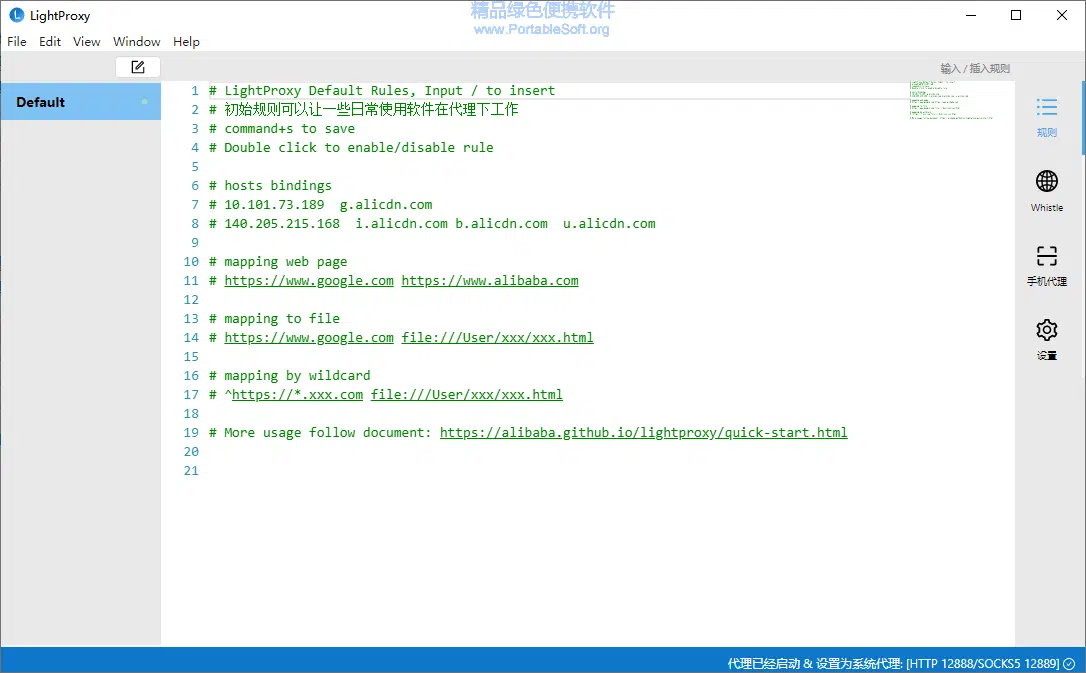 LightProxy
精品绿色便携软件
www.PortableSoft.org
File Edit View Window Help
输入 / 插入规则
Default
1 # LightProxy Default Rules, Input / to insert
2 # 初始规则可以让一些日常使用软件在代理下工作
3 # command+s to save
4 # Double click to enable/disable rule
5
6 # hosts bindings
7 # 10.101.73.189  g.alicdn.com
8 # 140.205.215.168  i.alicdn.com b.alicdn.com  u.alicdn.com
9
10 # mapping web page
11 # https://www.google.com https://www.alibaba.com
12
13 # mapping to file
14 # https://www.google.com file:///User/xxx/xxx.html
15
16 # mapping by wildcard
17 # ^https://*.xxx.com file:///User/xxx/xxx.html
18
19 # More usage follow document: https://alibaba.github.io/lightproxy/quick-start.html
20
21
规则
Whistle
手机代理
设置
代理已经启动 & 设置为系统代理: [HTTP 12888/SOCKS5 12889]